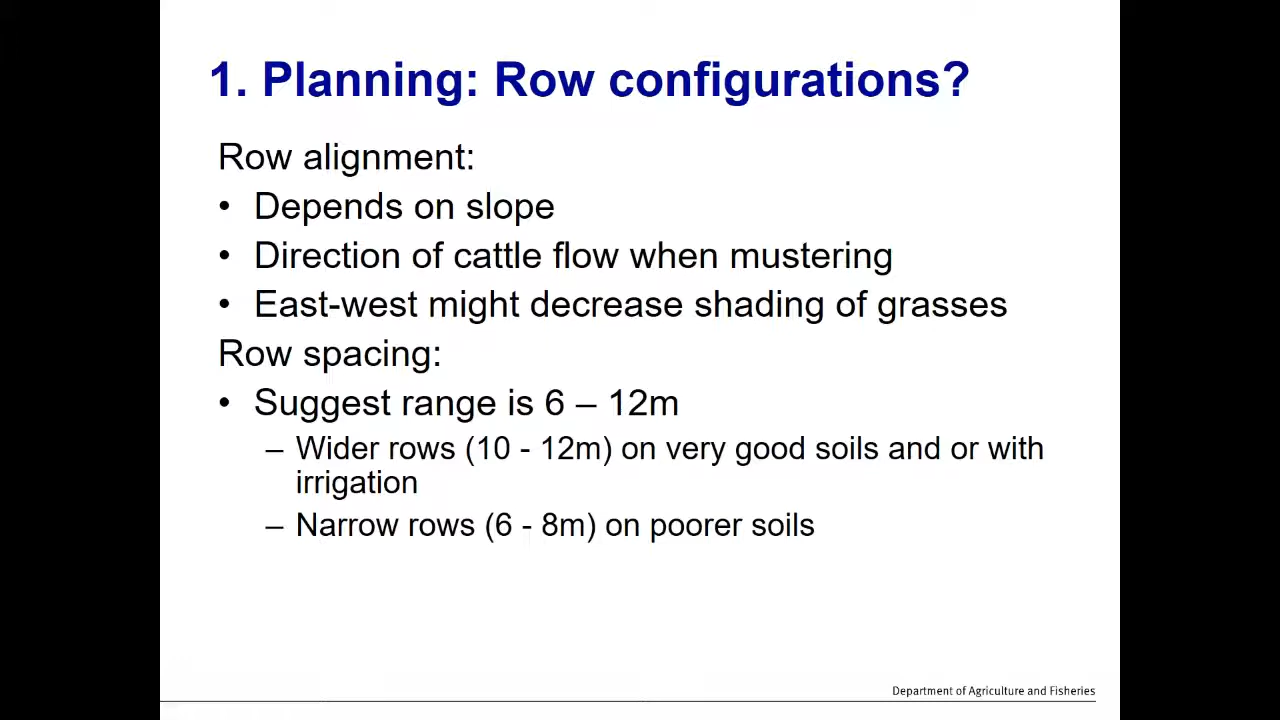 1. Planning: Row configurations?
Row alignment:
• Depends on slope
• Direction of cattle flow when mustering
• East-west might decrease shading of grasses
Row spacing:
• Suggest range is 6 – 12m
– Wider rows (10 - 12m) on very good soils and or with
irrigation
– Narrow rows (6 - 8m) on poorer soils
Department of Agriculture and Fisheries